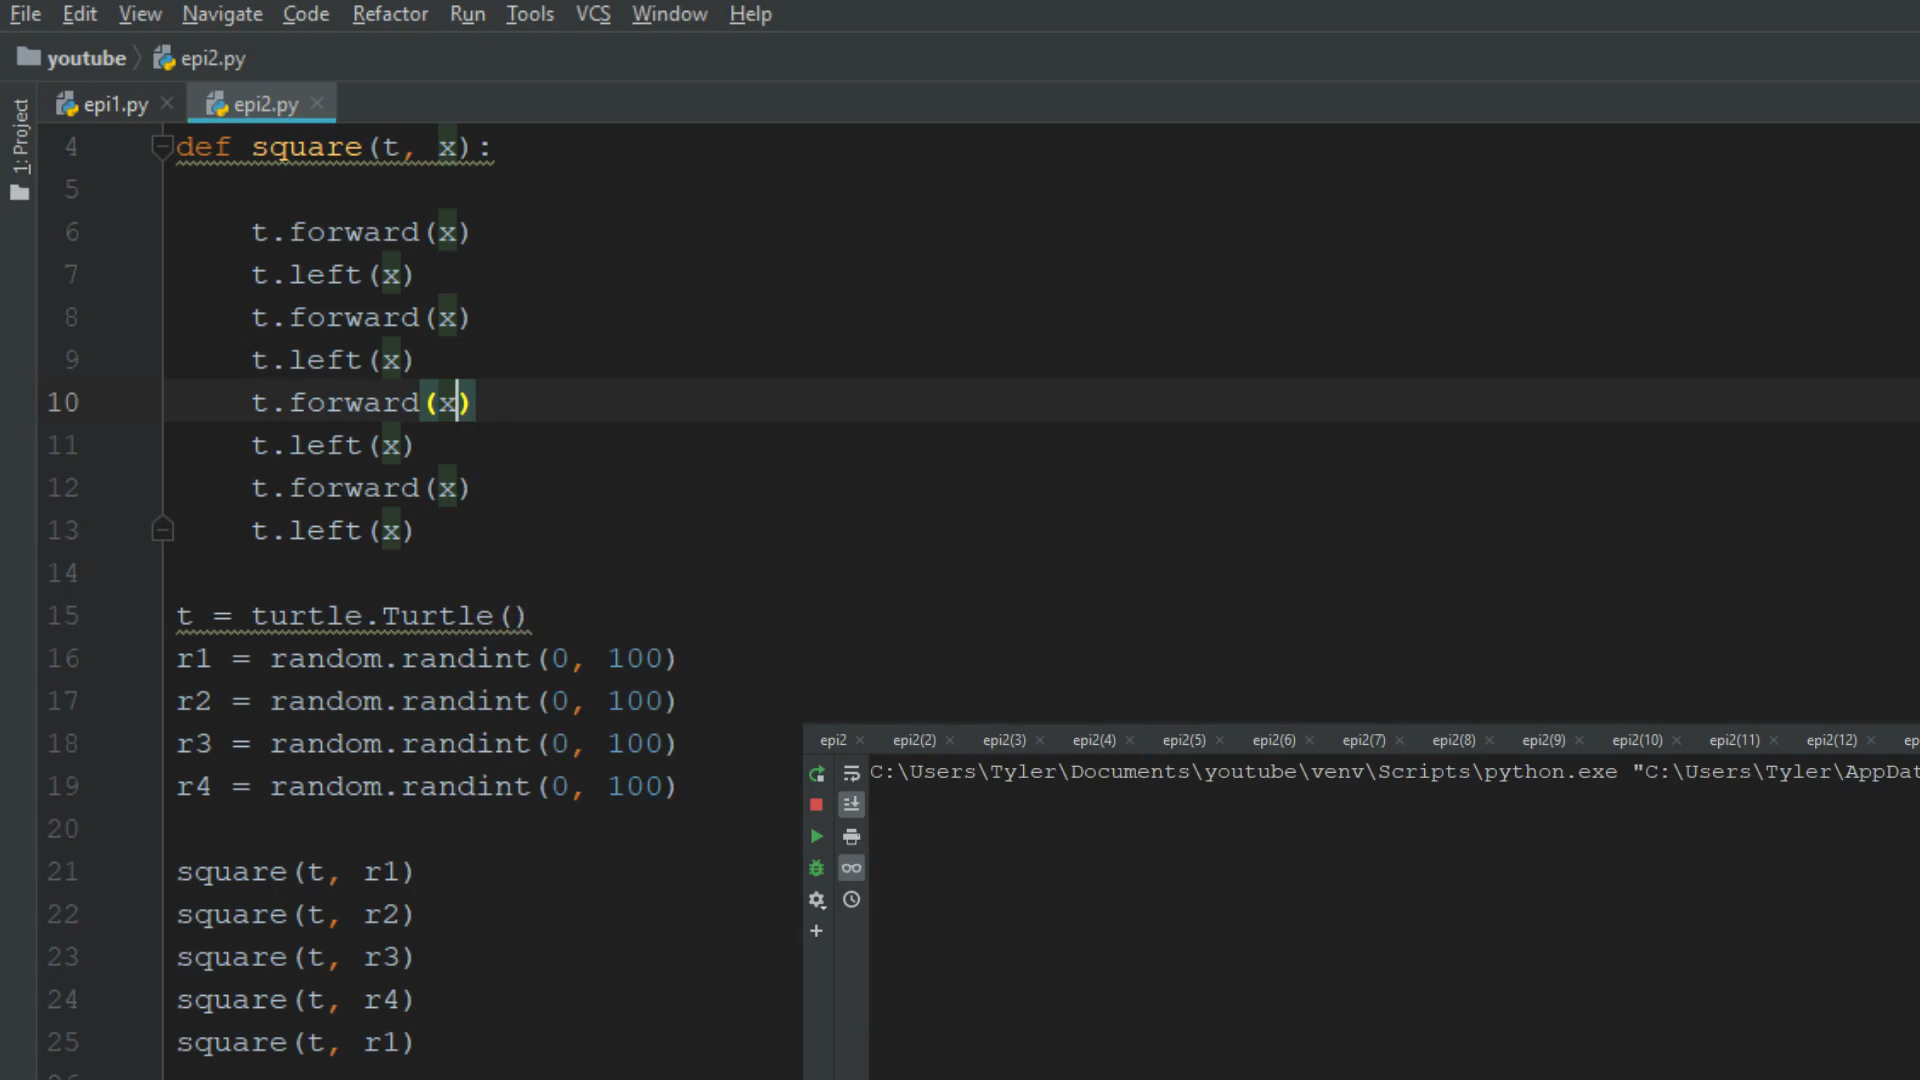 File Edit View Navigate Code Refactor Run Tools VCS Window Help
youtube epi2.py
epi1.py epi2.py
1: Project
4 def square(t, x):
5
6 t.forward(x)
7 t.left(x)
8 t.forward(x)
9 t.left(x)
10 t.forward(x)
11 t.left(x)
12 t.forward(x)
13 t.left(x)
14
15 t = turtle.Turtle()
16 r1 = random.randint(0, 100)
17 r2 = random.randint(0, 100)
18 r3 = random.randint(0, 100)
19 r4 = random.randint(0, 100)
20
21 square(t, r1)
22 square(t, r2)
23 square(t, r3)
24 square(t, r4)
25 square(t, r1)
epi2 epi2(2) epi2(3) epi2(4) epi2(5) epi2(6) epi2(7) epi2(8) epi2(9) epi2(10) epi2(11) epi2(12) ep
C:\Users\Tyler\Documents\youtube\venv\Scripts\python.exe "C:\Users\Tyler\AppDat